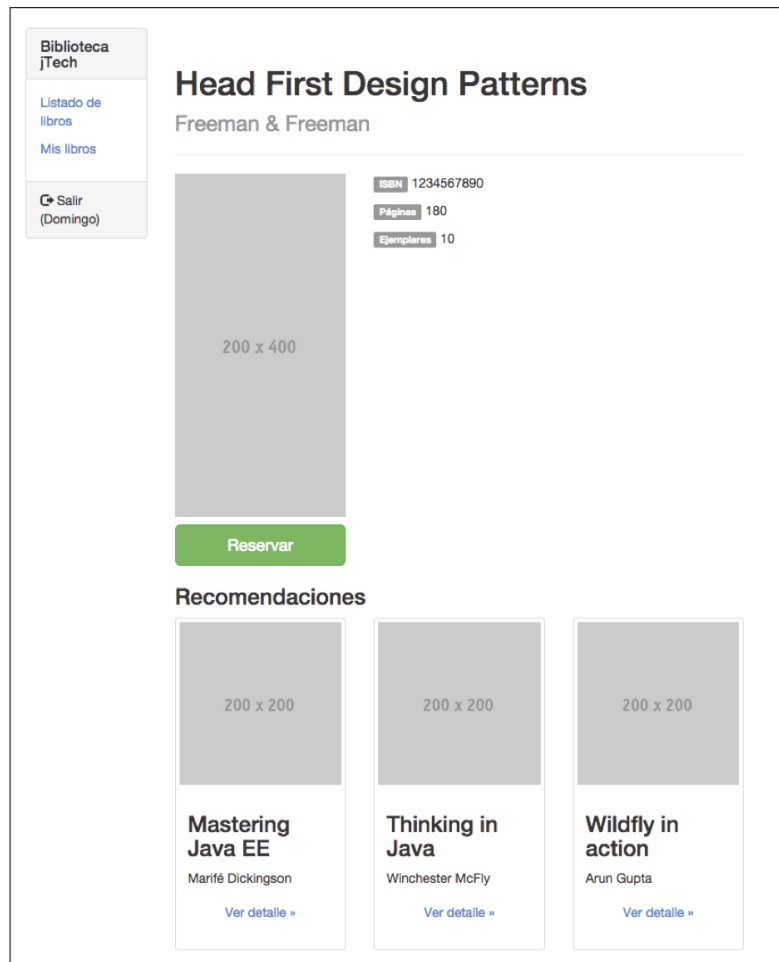 Biblioteca
jTech
Listado de
libros
Mis libros
Salir
(Domingo)
Head First Design Patterns
Freeman & Freeman
200 x 400
ISBN 1234567890
Páginas 180
Ejemplares 10
Reservar
Recomendaciones
200 x 200
Mastering
Java EE
Marifé Dickingson
Ver detalle »
200 x 200
Thinking in
Java
Winchester McFly
Ver detalle »
200 x 200
Wildfly in
action
Arun Gupta
Ver detalle »